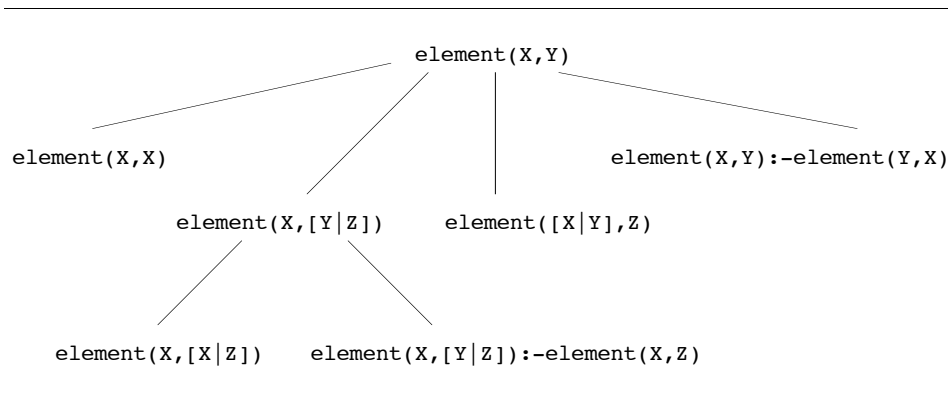 element(X,Y)
element(X,X)
element(X,Y):-element(Y,X)
element(X,[Y|Z])
element([X|Y],Z)
element(X,[X|Z])
element(X,[Y|Z]):-element(X,Z)